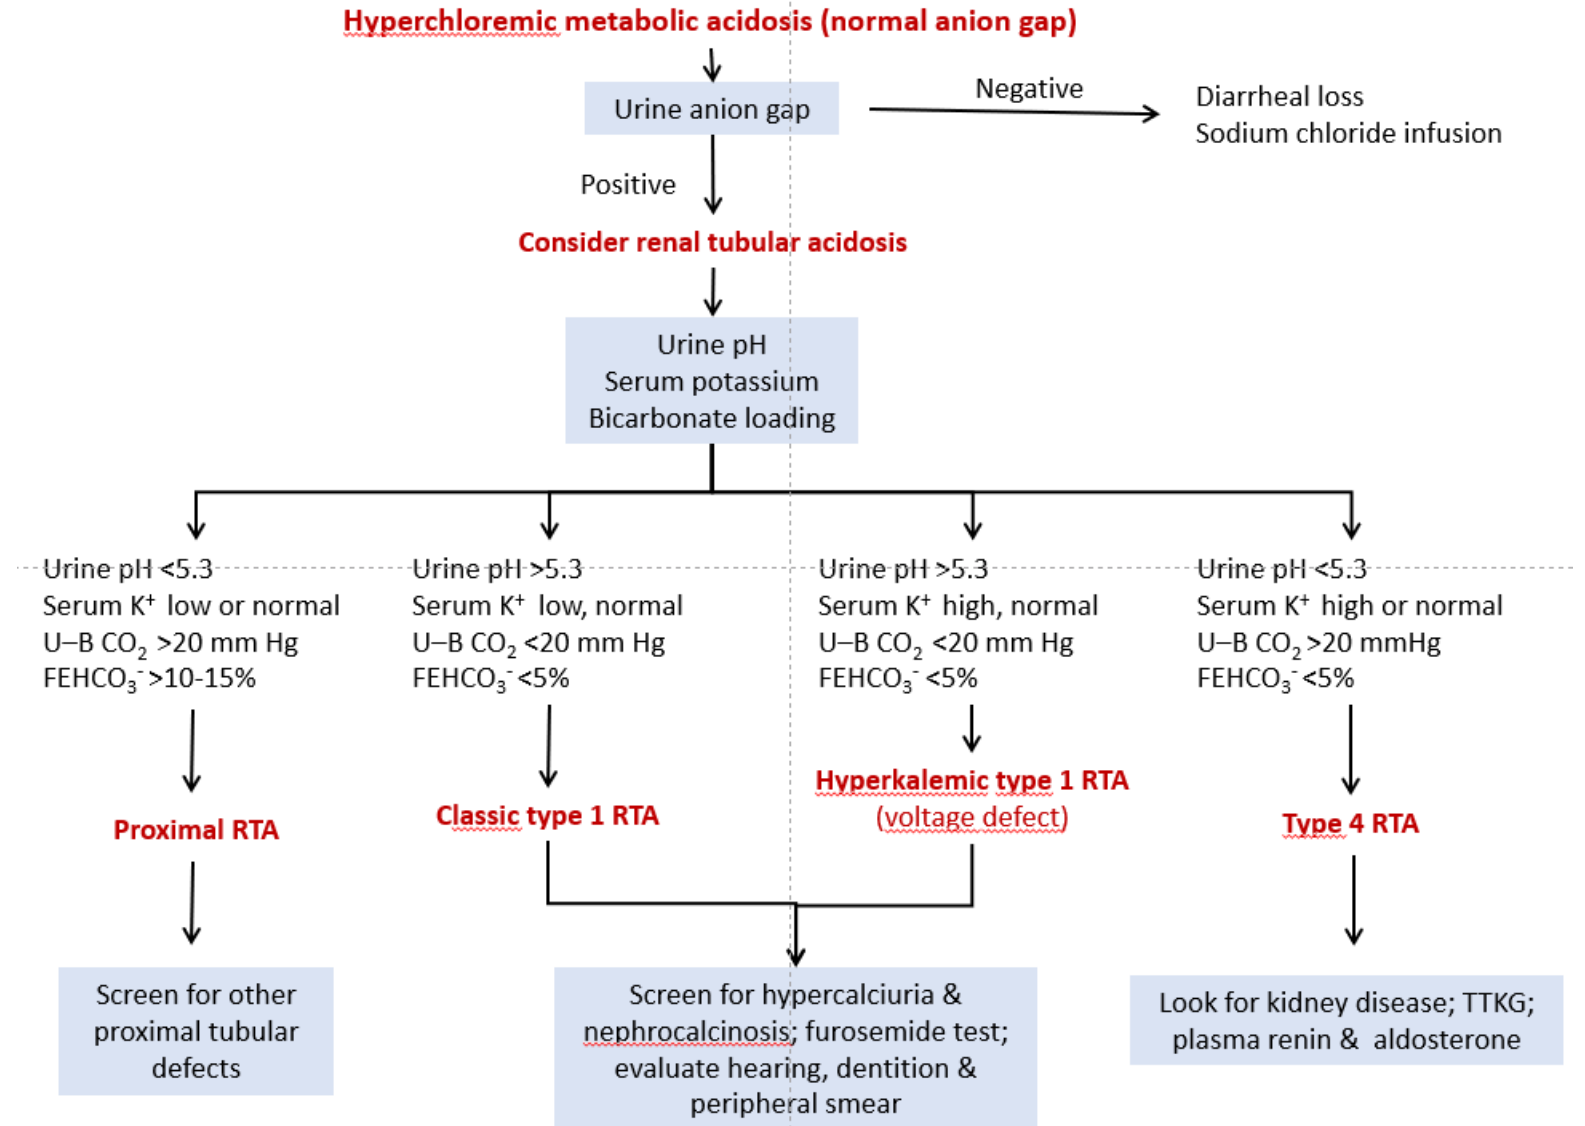 Hyperchloremic metabolic acidosis (normal anion gap)
Urine anion gap
Negative
Diarrheal loss
Sodium chloride infusion
Positive
Consider renal tubular acidosis
Urine pH
Serum potassium
Bicarbonate loading
Urine pH <5.3
Serum K⁺ low or normal
U–B CO₂ >20 mm Hg
FEHCO₃⁻ >10-15%
Urine pH >5.3
Serum K⁺ low, normal
U–B CO₂ <20 mm Hg
FEHCO₃⁻ <5%
Urine pH >5.3
Serum K⁺ high, normal
U–B CO₂ <20 mm Hg
FEHCO₃⁻ <5%
Urine pH <5.3
Serum K⁺ high or normal
U–B CO₂ >20 mmHg
FEHCO₃⁻ <5%
Proximal RTA
Classic type 1 RTA
Hyperkalemic type 1 RTA
(voltage defect)
Type 4 RTA
Screen for other
proximal tubular
defects
Screen for hypercalciuria &
nephrocalcinosis; furosemide test;
evaluate hearing, dentition &
peripheral smear
Look for kidney disease; TTKG;
plasma renin & aldosterone